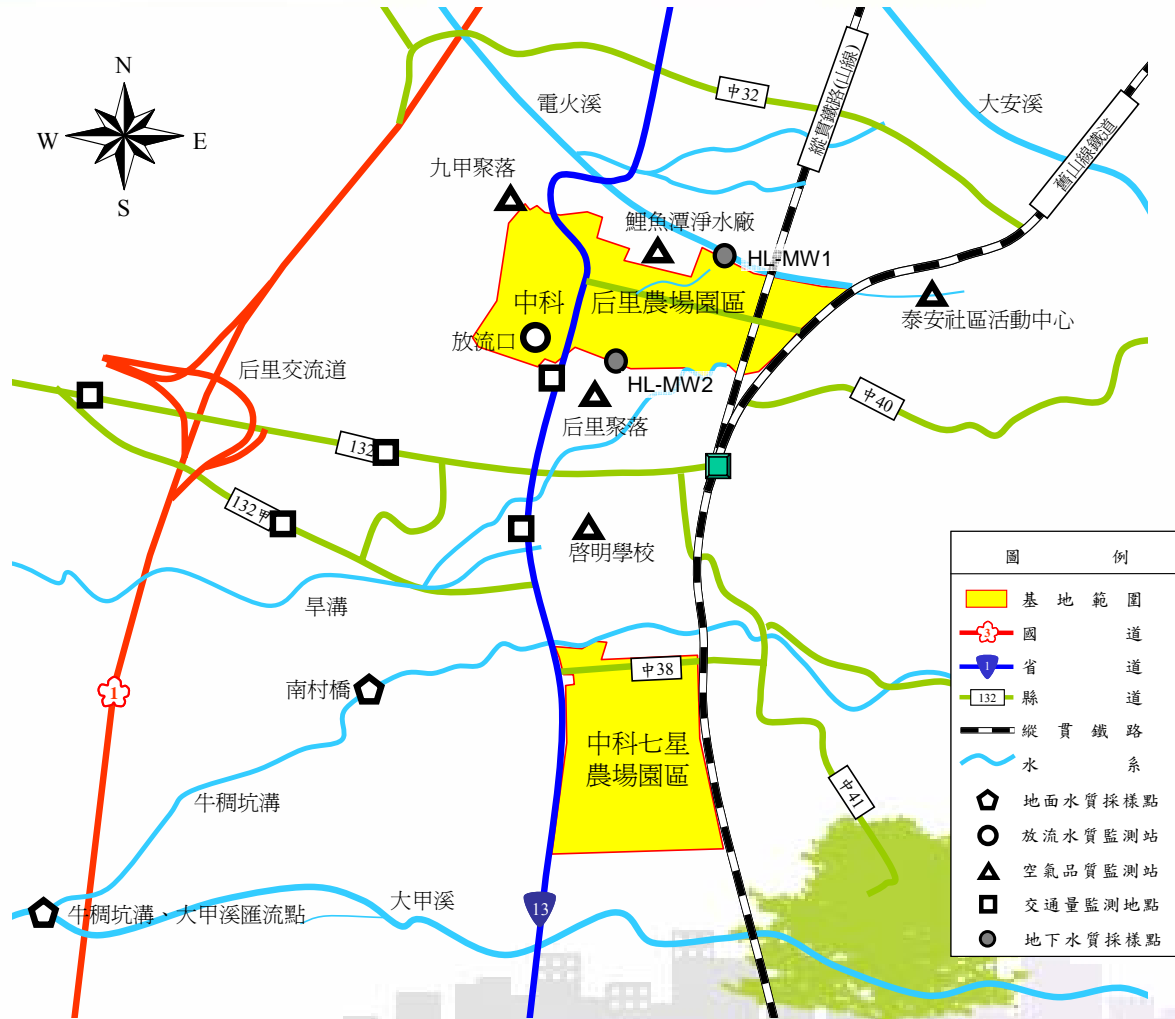 N
W
E
S
電火溪
中32
縱貫鐵路(山線)
大安溪
舊山線鐵道
九甲聚落
鯉魚潭淨水廠
HL-MW1
中科
后里農場園區
泰安社區活動中心
放流口
后里交流道
HL-MW2
中40
后里聚落
132
132甲
啓明學校
旱溝
中38
南村橋
1
中科七星
農場園區
牛稠坑溝
中41
大甲溪
牛稠坑溝、大甲溪匯流點
13
圖例
基地範圍
3
國道
1
省道
132
縣道
縱貫鐵路
水系
地面水質採樣點
放流水質監測站
空氣品質監測站
交通量監測地點
地下水質採樣點